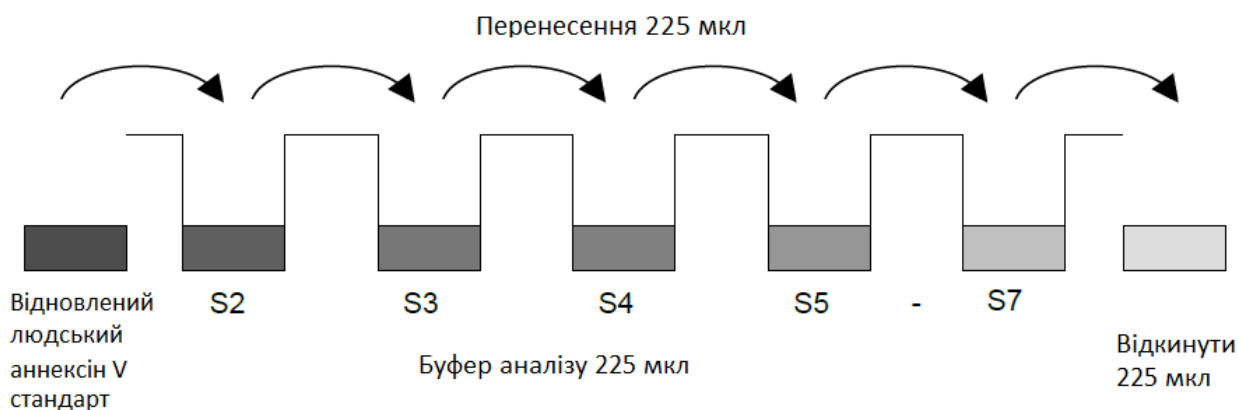 Перенесення 225 мкл
S2 S3 S4 S5 - S7
Відновлений
людський
аннексін V
стандарт
Буфер аналізу 225 мкл
Відкинути
225 мкл